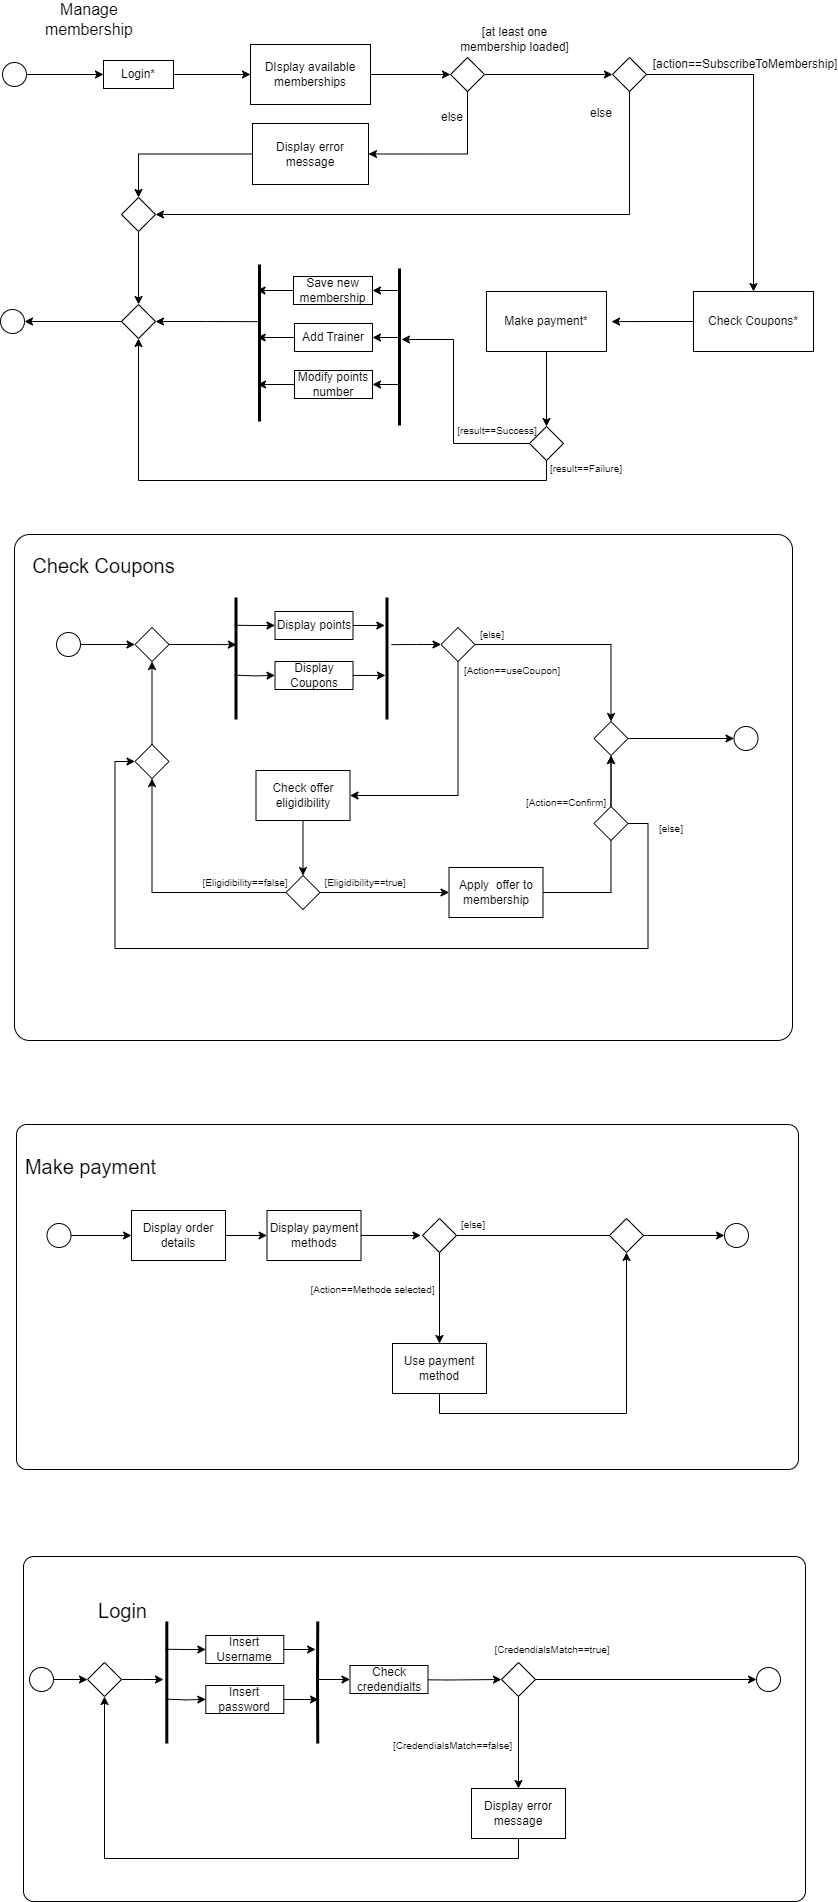 Manage
membership
[at least one
membership loaded]
[action==SubscribeToMembership]
Login*
DIsplay available
memberships
else
else
Display error
message
Save new
membership
Make payment*
Check Coupons*
Add Trainer
Modify points
number
[result==Success]
[result==Failure]
Check Coupons
Display points
[else]
Display
Coupons
[Action==useCoupon]
Check offer
eligidibility
[Action==Confirm]
[else]
[Eligidibility==false]
[Eligidibility==true]
Apply offer to
membership
Make payment
Display order
details
Display payment
methods
[else]
[Action==Methode selected]
Use payment
method
Login
Insert
Username
[CredendialsMatch==true]
Check
credendialts
Insert
password
[CredendialsMatch==false]
Display error
message